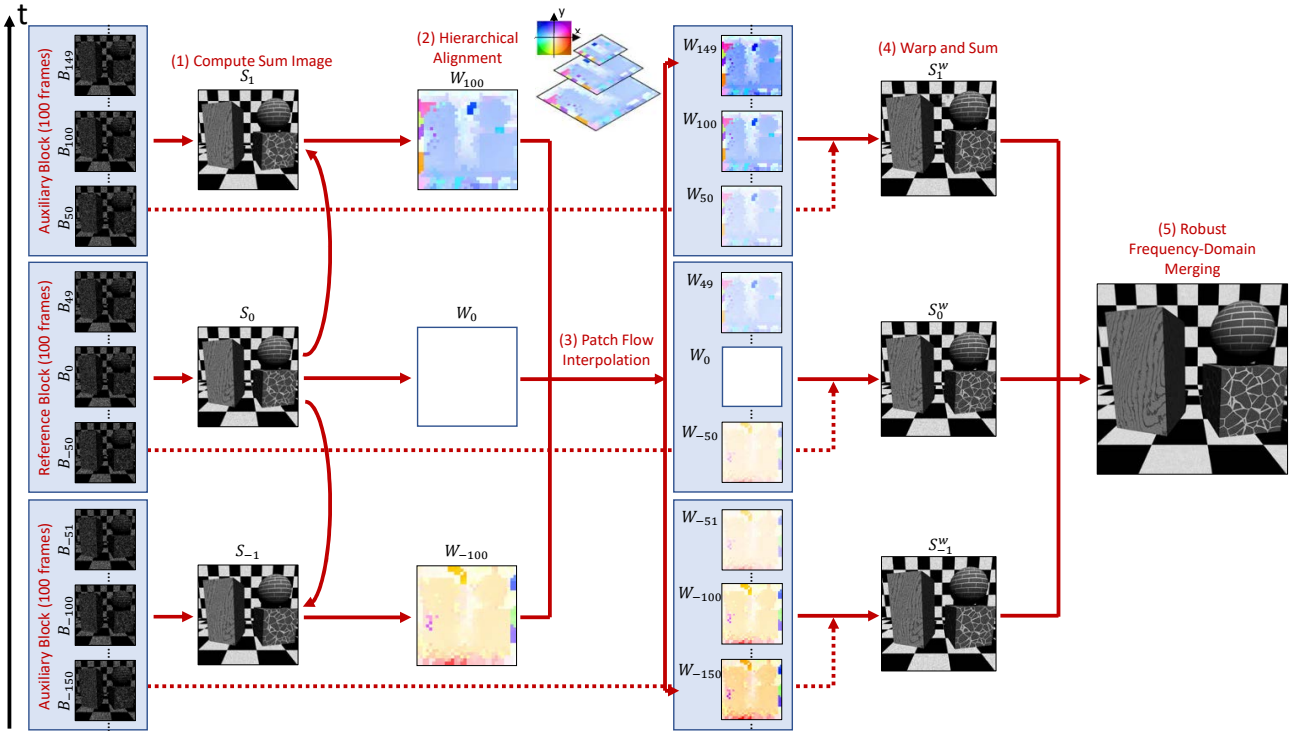 t
Auxiliary Block (100 frames)
B₁₄₉
B₁₀₀
B₅₀
Reference Block (100 frames)
B₄₉
B₀
B₋₅₀
Auxiliary Block (100 frames)
B₋₅₁
B₋₁₀₀
B₋₁₅₀
(1) Compute Sum Image
S₁
S₀
S₋₁
(2) Hierarchical
Alignment
W₁₀₀
W₀
W₋₁₀₀
y
x
(3) Patch Flow
Interpolation
W₁₄₉
W₁₀₀
W₅₀
W₄₉
W₀
W₋₅₀
W₋₅₁
W₋₁₀₀
W₋₁₅₀
(4) Warp and Sum
S₁ʷ
S₀ʷ
S₋₁ʷ
(5) Robust
Frequency-Domain
Merging